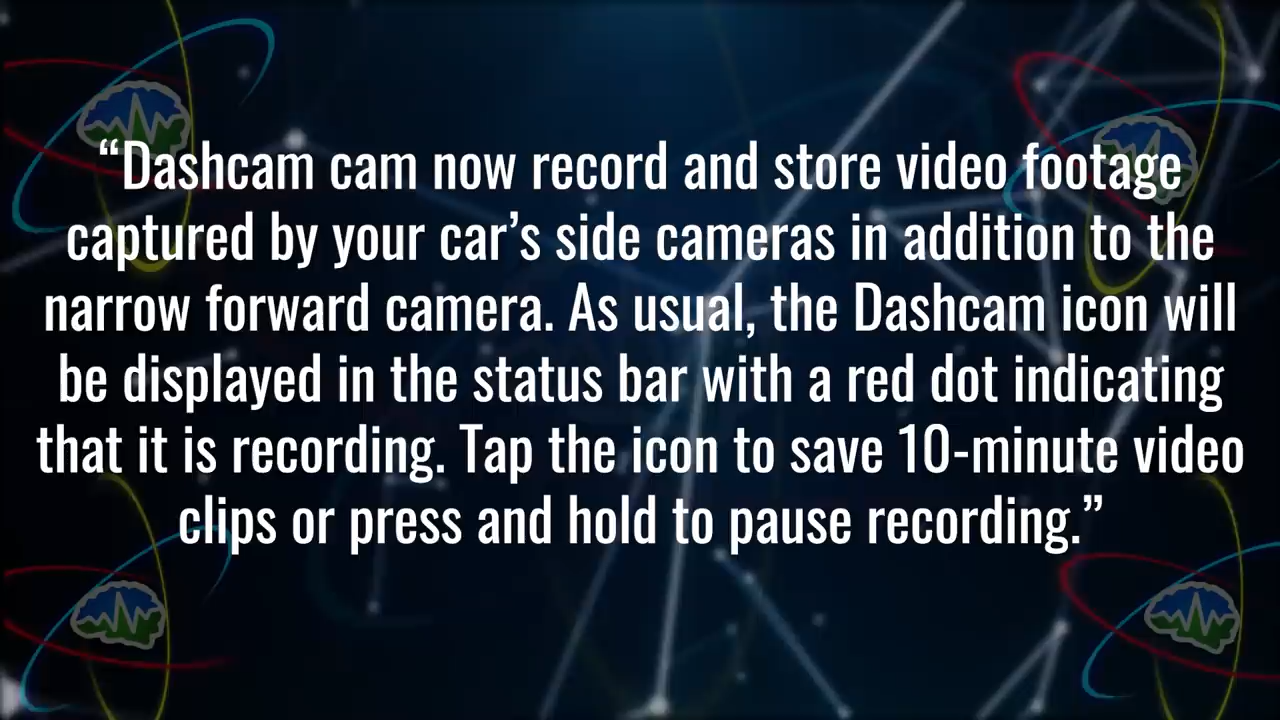 “Dashcam cam now record and store video footage
captured by your car’s side cameras in addition to the
narrow forward camera. As usual, the Dashcam icon will
be displayed in the status bar with a red dot indicating
that it is recording. Tap the icon to save 10-minute video
clips or press and hold to pause recording.”